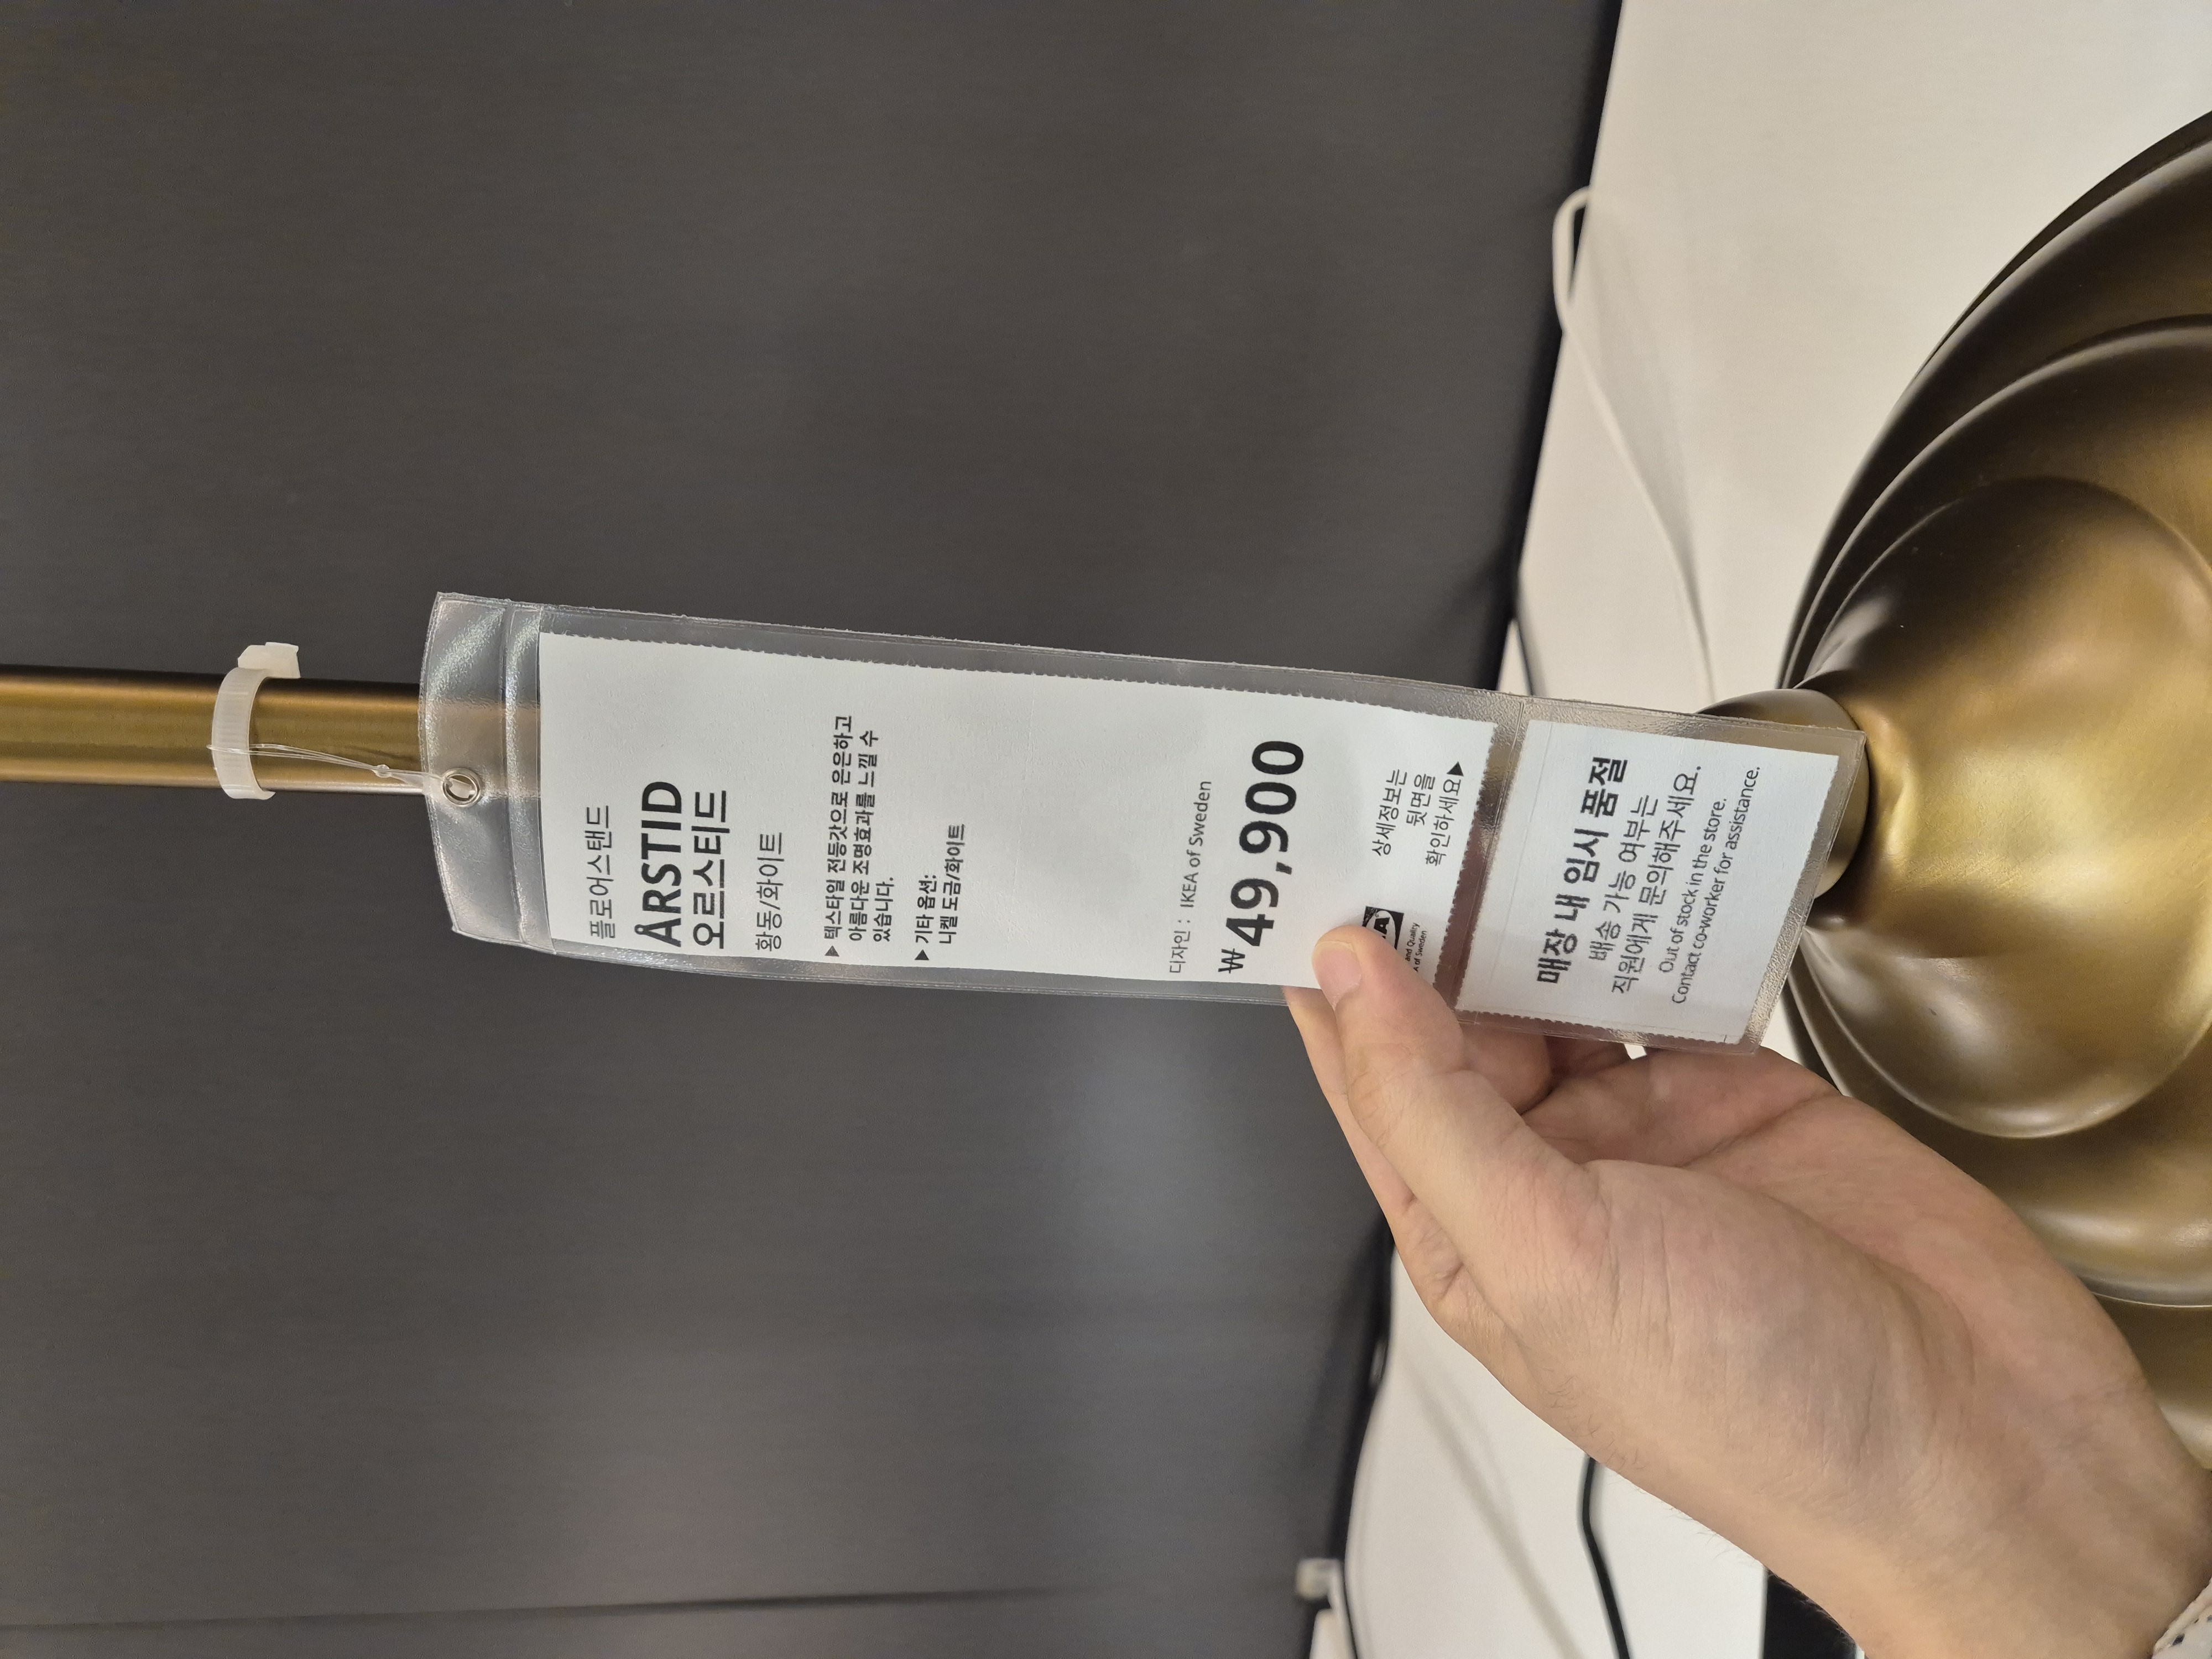 플로어스탠드
ÅRSTID
오르스티드
황동/화이트
▶ 텍스타일 전등갓으로 은은하고
아름다운 조명효과를 느낄 수
있습니다.
▶ 기타 옵션:
니켈 도금/화이트
디자인 : IKEA of Sweden
₩49,900
상세정보는
뒷면을
확인하세요▶
and Quality
of Sweden
매장 내 임시 품절
배송 가능 여부는
직원에게 문의해주세요.
Out of stock in the store.
Contact co-worker for assistance.